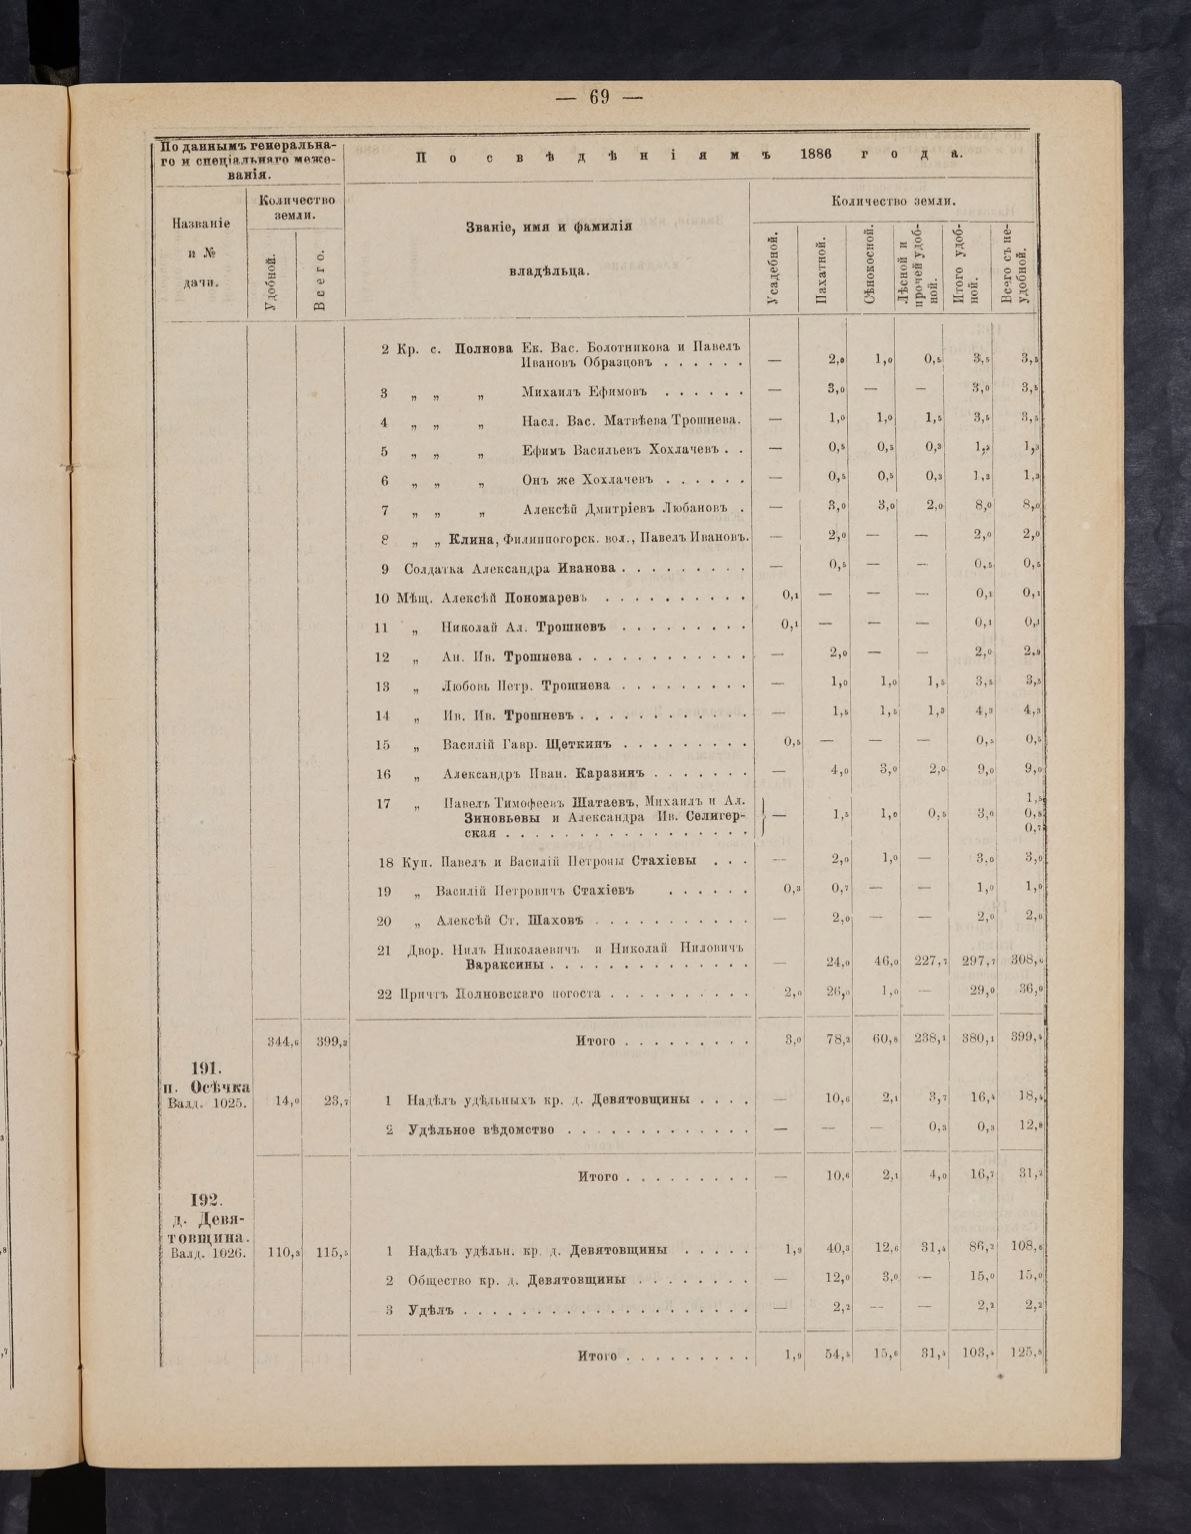 — 69 —
По даннымъ генеральна-
го и спеціальнаго меже-
ванія.
По свѣдѣніямъ 1886 года.
Названіе
и №
дачи.
Количество
земли.
Удобной.
Всего.
Званіе, имя и фамилія
владѣльца.
Количество земли.
Усадебной.
Пахатной.
Сѣнокосной.
Лѣсной и
прочей удоб-
ной.
Итого удоб-
ной.
Всего съ не-
удобной.
2 Кр. с. Полнова Ек. Вас. Болотникова и Павелъ
Ивановъ Образцовъ . . . . . . — 2,0 1,0 0,5 3,5 3,5
3 „ „ „ Михаилъ Ефимовъ . . . . . . — 3,0 — — 3,0 3,5
4 „ „ „ Насл. Вас. Матвѣева Трошнева. — 1,0 1,0 1,5 3,5 3,5
5 „ „ „ Ефимъ Васильевъ Хохлачевъ . . — 0,5 0,5 0,3 1,3 1,3
6 „ „ „ Онъ же Хохлачевъ . . . . . . — 0,5 0,5 0,3 1,3 1,3
7 „ „ „ Алексѣй Дмитріевъ Любановъ . — 3,0 3,0 2,0 8,0 8,0
8 „ „ Клина, Филиппогорск. вол., Павелъ Ивановъ. — 2,0 — — 2,0 2,0
9 Солдатка Александра Иванова . . . . . . . . . — 0,5 — — 0,5 0,5
10 Мѣщ. Алексѣй Пономаревъ . . . . . . . . . . 0,1 — — — 0,1 0,1
11 „ Николай Ал. Трошневъ . . . . . . . . . 0,1 — — — 0,1 0,1
12 „ Ан. Ив. Трошнева . . . . . . . . . . . . — 2,0 — — 2,0 2,0
13 „ Любовь Петр. Трошнева . . . . . . . . . — 1,0 1,0 1,5 3,5 3,5
14 „ Ив. Ив. Трошневъ . . . . . . . . . . . . — 1,5 1,5 1,3 4,3 4,3
15 „ Василій Гавр. Щеткинъ . . . . . . . . . 0,5 — — — 0,5 0,5
16 „ Александръ Иван. Каразинъ . . . . . . . — 4,0 3,0 2,0 9,0 9,0
17 „ Павелъ Тимофеевъ Шатаевъ, Михаилъ и Ал. 1,5
Зиновьевы и Александра Ив. Селигер- — 1,5 1,0 0,5 3,0 0,8
ская . . . . . . . . . . . . . . . . . 0,7
18 Куп. Павелъ и Василій Петровы Стахіевы . . . — 2,0 1,0 — 3,0 3,0
19 „ Василій Петровичъ Стахіевъ . . . . . . 0,3 0,7 — — 1,0 1,0
20 „ Алексѣй Ст. Шаховъ . . . . . . . . . . . — 2,0 — — 2,0 2,0
21 Двор. Нилъ Николаевичъ и Николай Нилович ъ
Вараксины . . . . . . . . . . . . . . — 24,0 46,0 227,7 297,7 308,6
22 Причтъ Полновскаго погоста . . . . . . . . . . 2,0 26,0 1,0 — 29,0 36,0
344,6 399,2 Итого . . . . . . . . . 3,0 78,2 60,8 238,1 380,1 399,4
191.
п. Осѣчка
Валд. 1025. 14,0 23,7 1 Надѣлъ удѣльныхъ кр. д. Девятовщины . . . . — 10,6 2,1 3,7 16,4 18,4
2 Удѣльное вѣдомство . . . . . . . . . . . . . — — — 0,3 0,3 12,8
Итого . . . . . . . . . — 10,6 2,1 4,0 16,7 31,2
192.
д. Девя-
товщина.
Валд. 1026. 110,3 115,5 1 Надѣлъ удѣльн. кр. д. Девятовщины . . . . . 1,9 40,3 12,6 31,4 86,2 108,6
2 Общество кр. д. Девятовщины . . . . . . . . — 12,0 3,0 — 15,0 15,0
3 Удѣлъ . . . . . . . . . . . . . . . . . . . . — 2,2 — — 2,2 2,2
Итого . . . . . . . . . 1,9 54,5 15,6 31,4 103,4 125,8